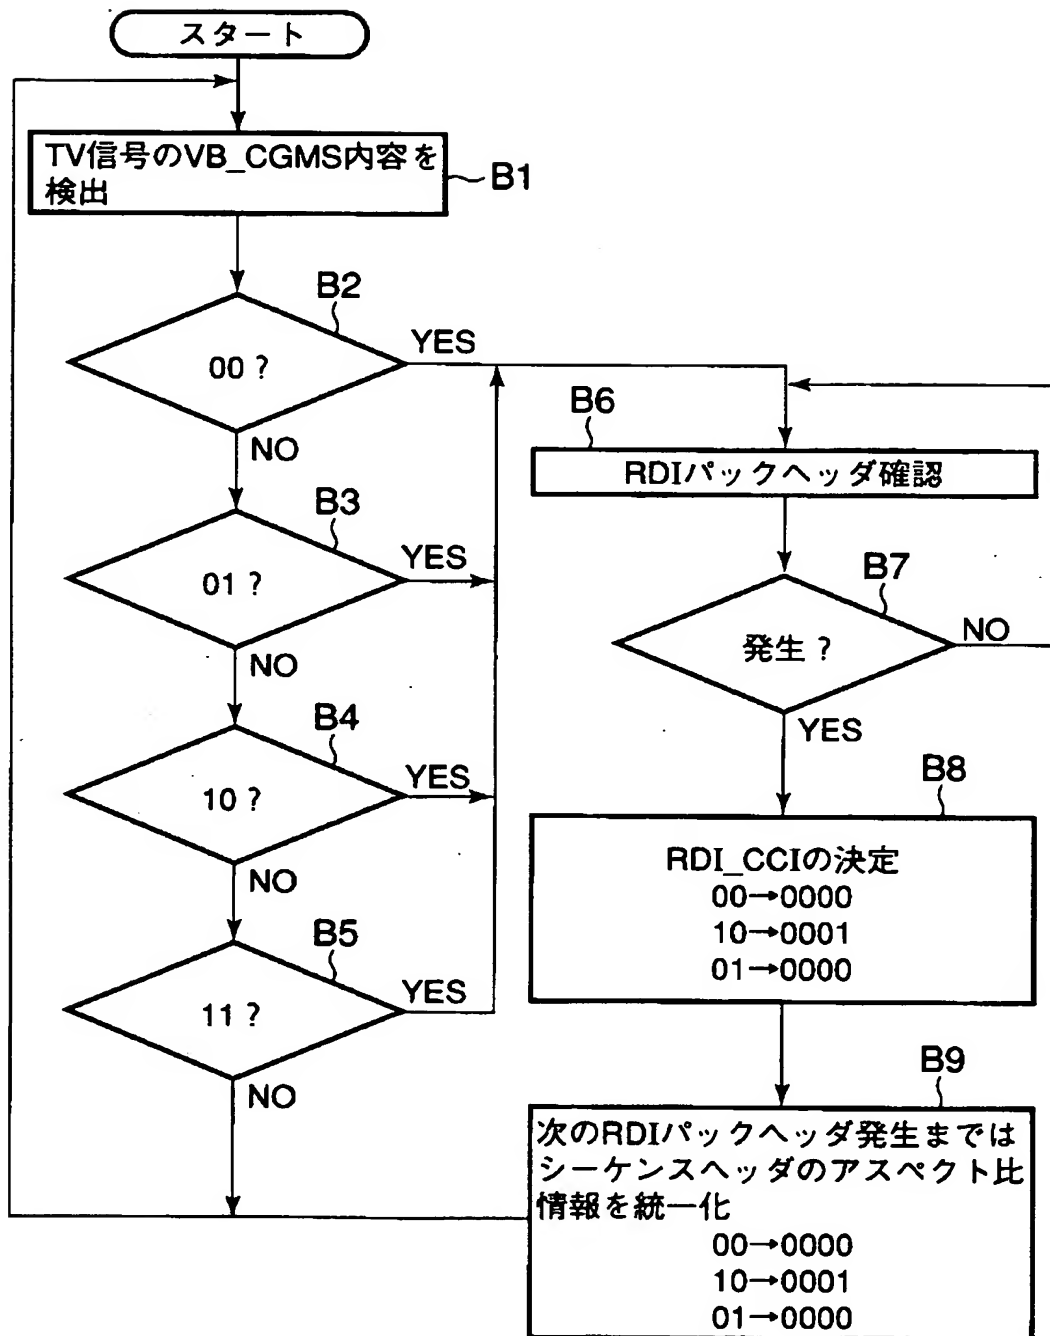 スタート
TV信号のVB_CGMS内容を
検出
B1
B2
00 ?
YES
NO
B3
01 ?
YES
NO
B4
10 ?
YES
NO
B5
11 ?
YES
NO
B6
RDIパックヘッダ確認
B7
発生 ?
NO
YES
B8
RDI_CCIの決定
00→0000
10→0001
01→0000
B9
次のRDIパックヘッダ発生までは
シーケンスヘッダのアスペクト比
情報を統一化
00→0000
10→0001
01→0000